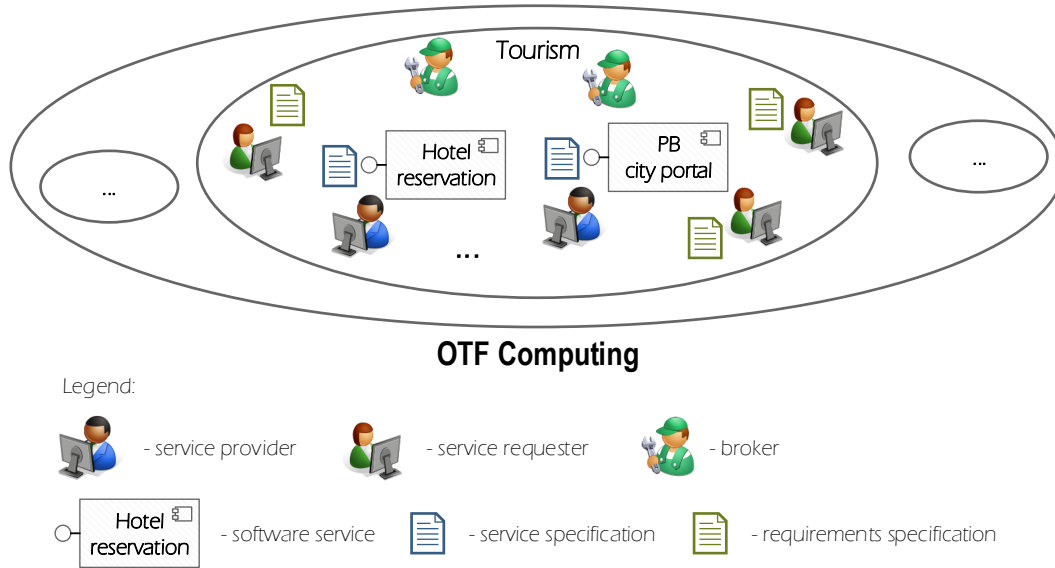 Tourism
Hotel
reservation
PB
city portal
...
...
...
OTF Computing
Legend:
- service provider
- service requester
- broker
Hotel
reservation
- software service
- service specification
- requirements specification